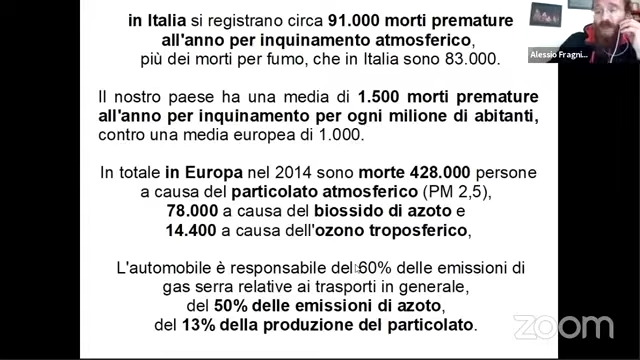 in Italia si registrano circa 91.000 morti premature
all'anno per inquinamento atmosferico,
più dei morti per fumo, che in Italia sono 83.000.
Il nostro paese ha una media di 1.500 morti premature
all'anno per inquinamento per ogni milione di abitanti,
contro una media europea di 1.000.
In totale in Europa nel 2014 sono morte 428.000 persone
a causa del particolato atmosferico (PM 2,5),
78.000 a causa del biossido di azoto e
14.400 a causa dell'ozono troposferico,
L'automobile è responsabile del 60% delle emissioni di
gas serra relative ai trasporti in generale,
del 50% delle emissioni di azoto,
del 13% della produzione del particolato.
Alessio Fragni...
zoom